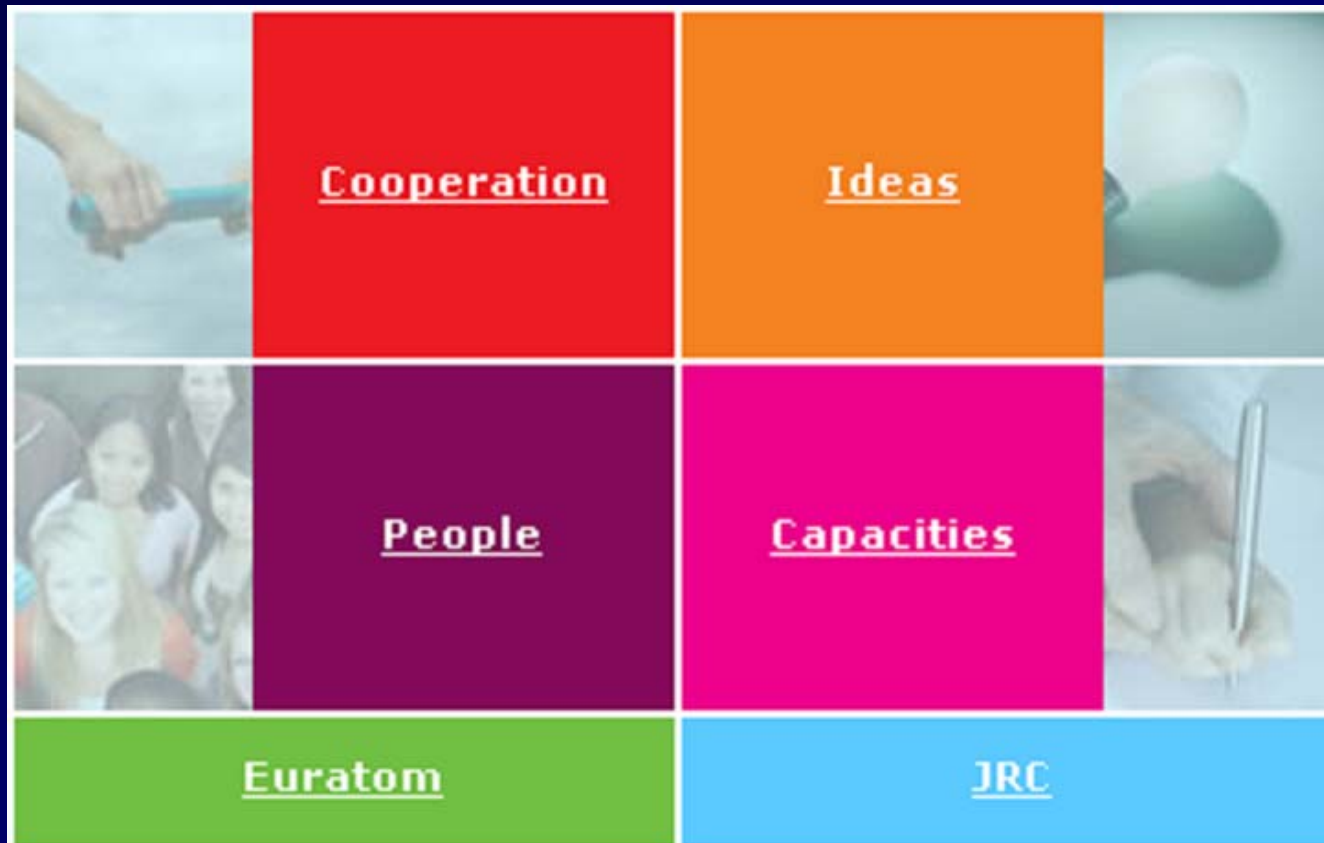 Cooperation
Ideas
People
Capacities
Euratom
JRC